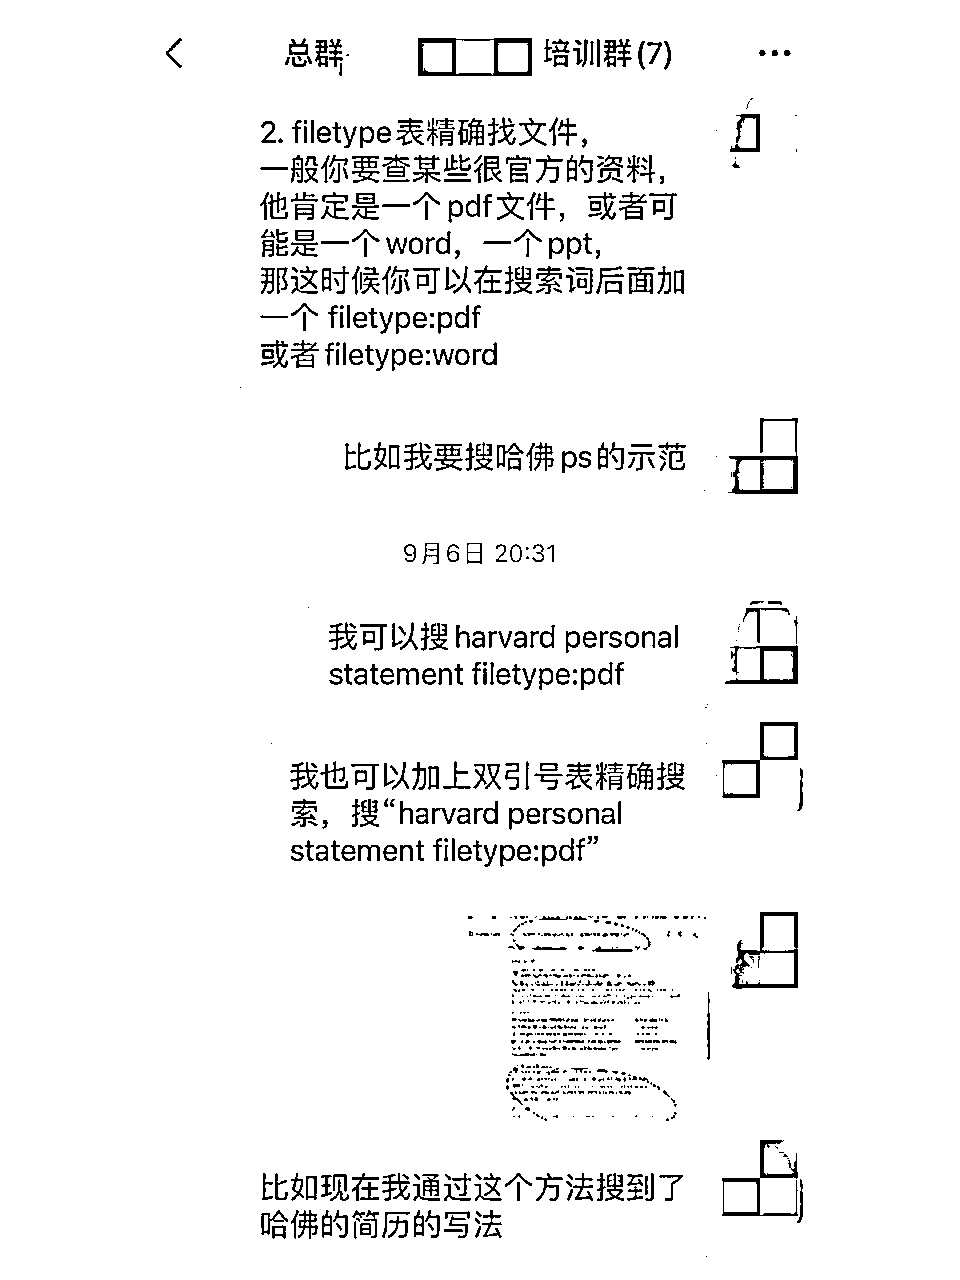 总群 培训群(7)
2. filetype表精确找文件，
一般你要查某些很官方的资料，
他肯定是一个pdf文件，或者可
能是一个word，一个ppt，
那这时候你可以在搜索词后面加
一个 filetype:pdf
或者filetype:word
比如我要搜哈佛ps的示范
9月6日 20:31
我可以搜harvard personal
statement filetype:pdf
我也可以加上双引号表精确搜
索，搜“harvard personal
statement filetype:pdf”
比如现在我通过这个方法搜到了
哈佛的简历的写法